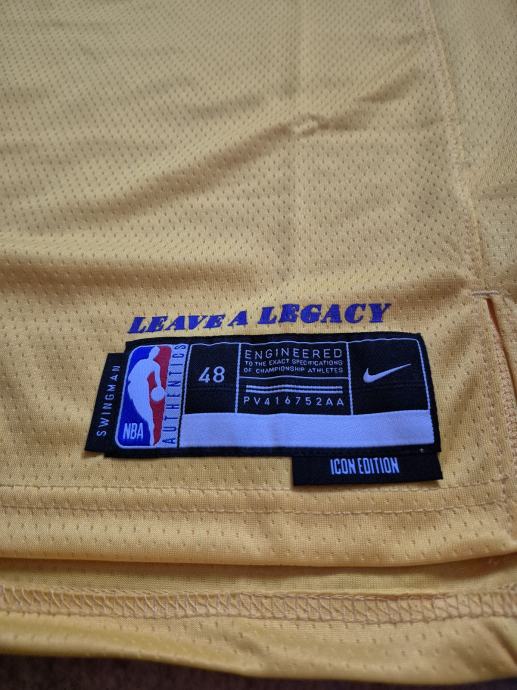 LEAVE A LEGACY
SWINGMAN
NBA
AUTHENTICS
48
ENGINEERED
TO THE EXACT SPECIFICATIONS
OF CHAMPIONSHIP ATHLETES
PV416752AA
ICON EDITION